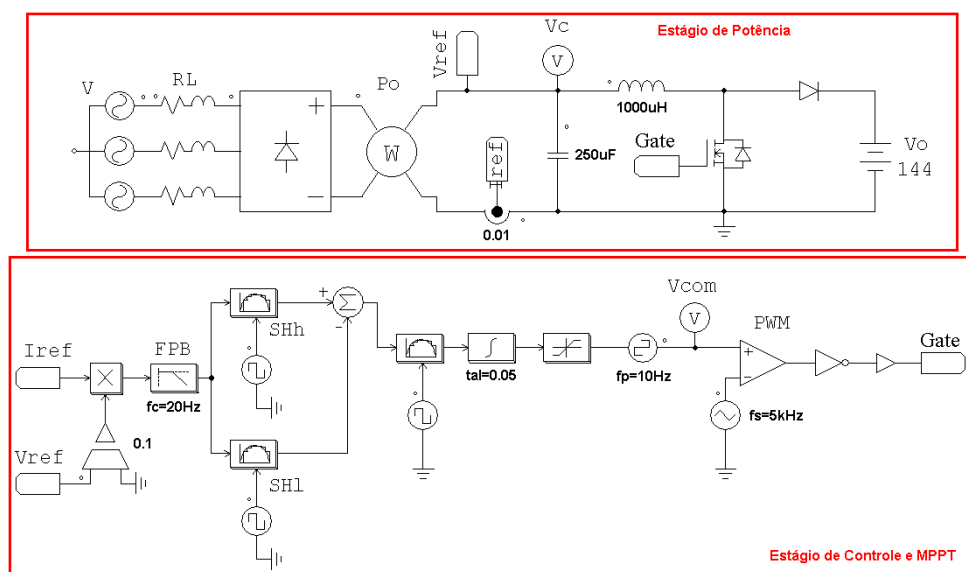 Estágio de Potência
Vc
V
Vref
V
RL
Po
+
W
1000uH
Gate
250uF
Vo
144
Iref
0.01
Vcom
V
SHh
+
Σ
-
PWM
Gate
Iref
FPB
+
-
fc=20Hz
tal=0.05
fp=10Hz
fs=5kHz
0.1
Vref
SHl
Estágio de Controle e MPPT